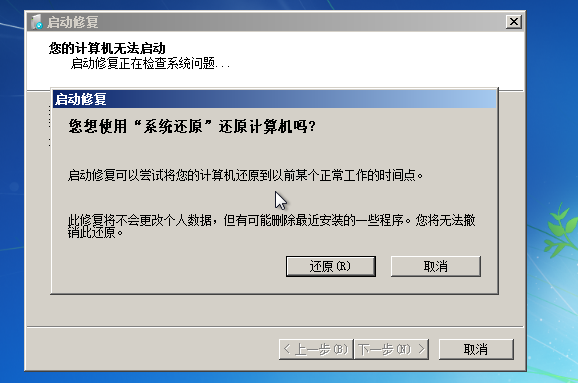 启动修复
您的计算机无法启动
启动修复正在检查系统问题...
启动修复
您想使用“系统还原”还原计算机吗?
启动修复可以尝试将您的计算机还原到以前某个正常工作的时间点。
此修复将不会更改个人数据，但有可能删除最近安装的一些程序。您将无法撤
销此还原。
还原(R) 取消
< 上一步(B) 下一步(N) > 取消